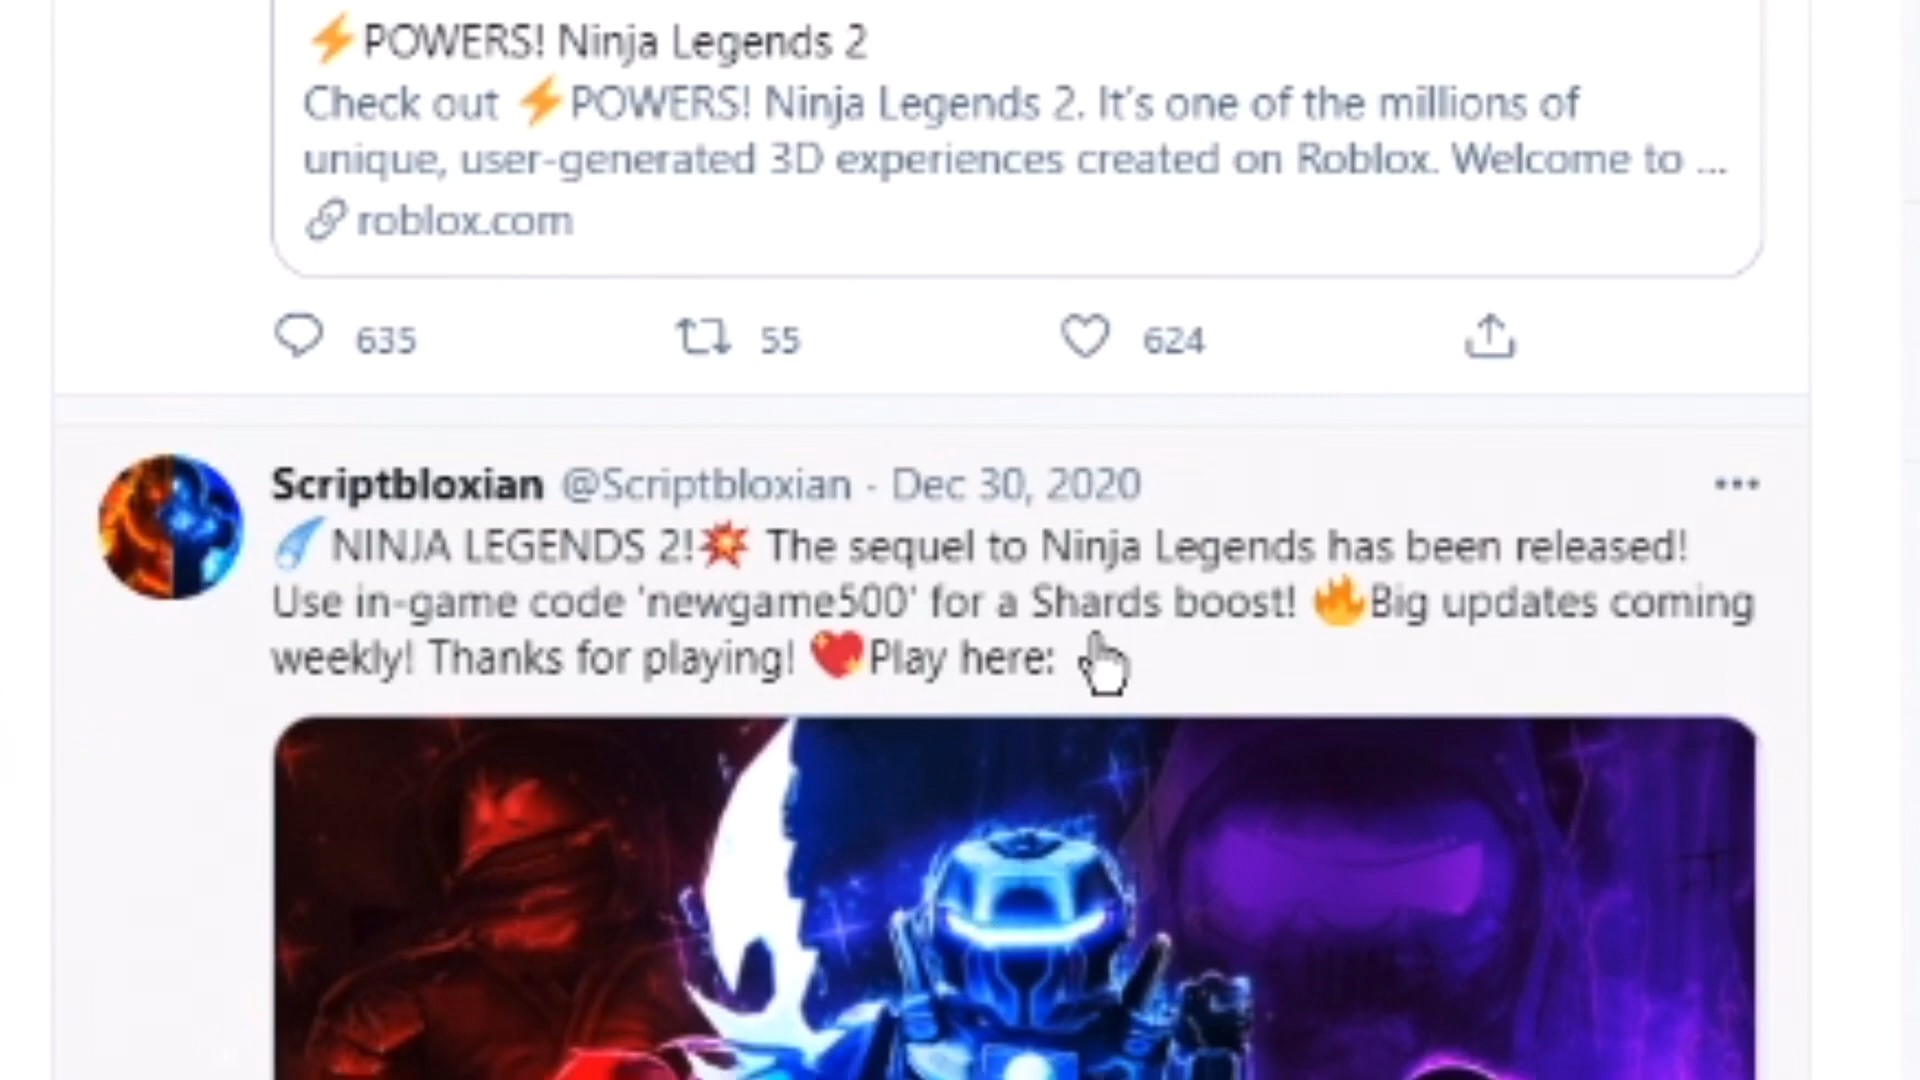 ⚡POWERS! Ninja Legends 2
Check out ⚡POWERS! Ninja Legends 2. It's one of the millions of
unique, user-generated 3D experiences created on Roblox. Welcome to ...
roblox.com
635 55 624
Scriptbloxian @Scriptbloxian · Dec 30, 2020 ...
☄️NINJA LEGENDS 2!💥 The sequel to Ninja Legends has been released!
Use in-game code 'newgame500' for a Shards boost! 🔥Big updates coming
weekly! Thanks for playing! 💖Play here: